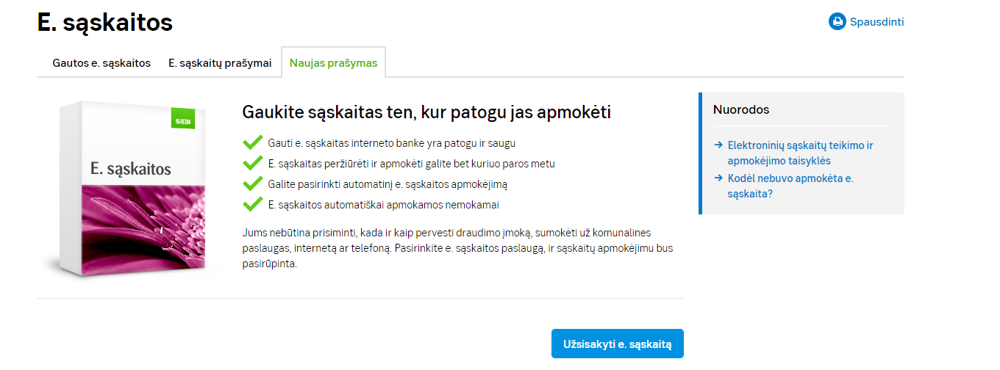 E. sąskaitos
Spausdinti
Gautos e. sąskaitos
E. sąskaitų prašymai
Naujas prašymas
SEB
E. sąskaitos
Gaukite sąskaitas ten, kur patogu jas apmokėti
Gauti e. sąskaitas interneto banke yra patogu ir saugu
E. sąskaitas peržiūrėti ir apmokėti galite bet kuriuo paros metu
Galite pasirinkti automatinį e. sąskaitos apmokėjimą
E. sąskaitos automatiškai apmokamos nemokamai
Jums nebūtina prisiminti, kada ir kaip pervesti draudimo įmoką, sumokėti už komunalines
paslaugas, internetą ar telefoną. Pasirinkite e. sąskaitos paslaugą, ir sąskaitų apmokėjimu bus
pasirūpinta.
Nuorodos
Elektroninių sąskaitų teikimo ir
apmokėjimo taisyklės
Kodėl nebuvo apmokėta e.
sąskaita?
Užsisakyti e. sąskaitą